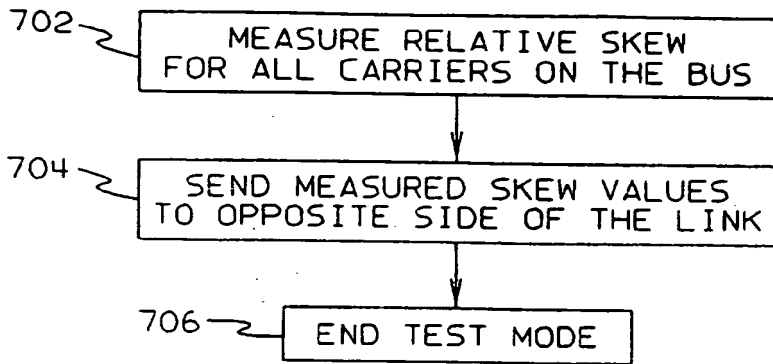 702
MEASURE RELATIVE SKEW
FOR ALL CARRIERS ON THE BUS
704
SEND MEASURED SKEW VALUES
TO OPPOSITE SIDE OF THE LINK
706
END TEST MODE